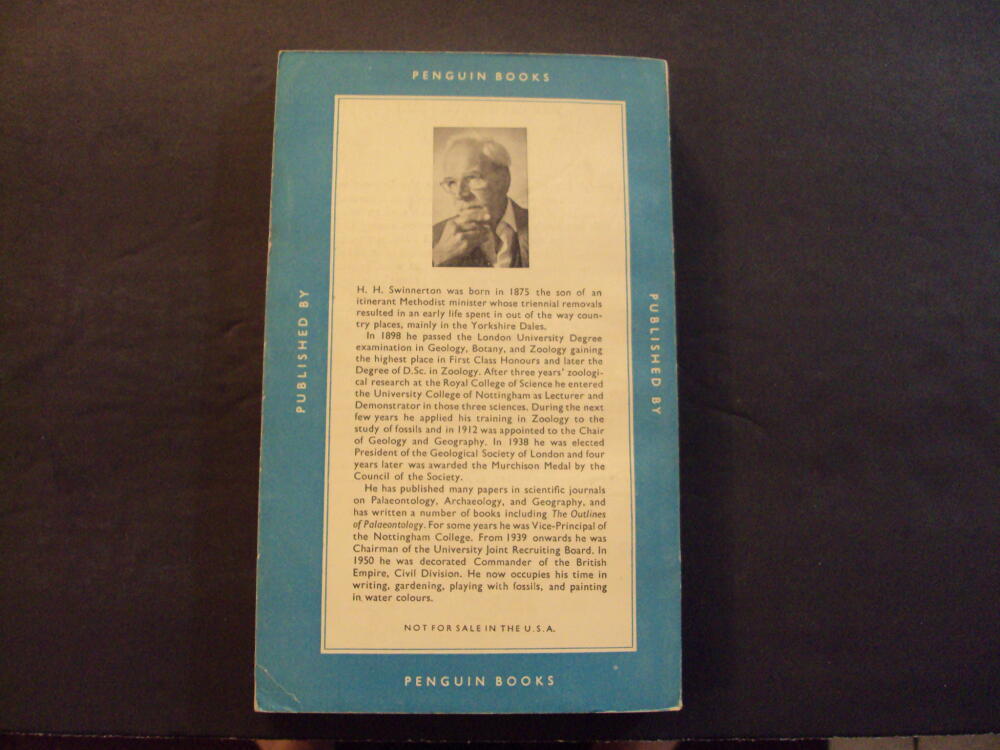 PENGUIN BOOKS
PUBLISHED BY
H. H. Swinnerton was born in 1875 the son of an
itinerant Methodist minister whose triennial removals
resulted in an early life spent in out of the way coun-
try places, mainly in the Yorkshire Dales.
In 1898 he passed the London University Degree
examination in Geology, Botany, and Zoology gaining
the highest place in First Class Honours and later the
Degree of D.Sc. in Zoology. After three years' zoologi-
cal research at the Royal College of Science he entered
the University College of Nottingham as Lecturer and
Demonstrator in those three sciences. During the next
few years he applied his training in Zoology to the
study of fossils and in 1912 was appointed to the Chair
of Geology and Geography. In 1938 he was elected
President of the Geological Society of London and four
years later was awarded the Murchison Medal by the
Council of the Society.
He has published many papers in scientific journals
on Palaeontology, Archaeology, and Geography, and
has written a number of books including The Outlines
of Palaeontology. For some years he was Vice-Principal of
the Nottingham College. From 1939 onwards he was
Chairman of the University Joint Recruiting Board. In
1950 he was decorated Commander of the British
Empire, Civil Division. He now occupies his time in
writing, gardening, playing with fossils, and painting
in water colours.
NOT FOR SALE IN THE U.S.A.
PUBLISHED BY
PENGUIN BOOKS